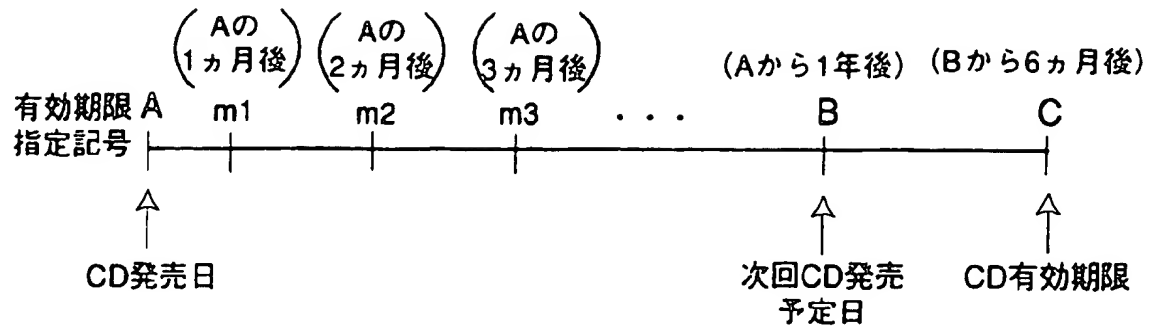 Aの
1ヵ月後
Aの
2ヵ月後
Aの
3ヵ月後
(Aから1年後)
(Bから6ヵ月後)
有効期限
指定記号
A
m1
m2
m3
・・・
B
C
CD発売日
次回CD発売
予定日
CD有効期限